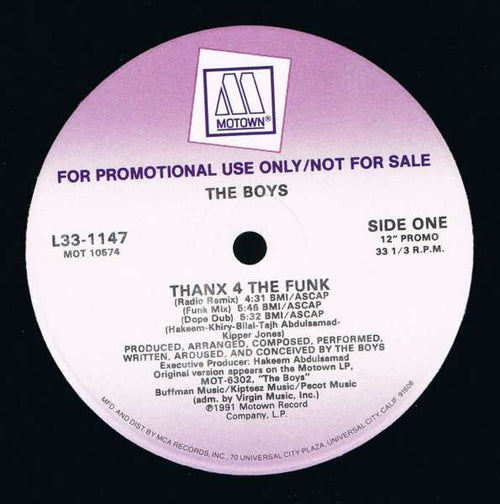 MOTOWN®
FOR PROMOTIONAL USE ONLY/NOT FOR SALE
THE BOYS
L33-1147
MOT 10574
SIDE ONE
12" PROMO
33 1/3 R.P.M.
THANX 4 THE FUNK
(Radio Remix) 4:31 BMI/ASCAP
(Funk Mix) 5:46 BMI/ASCAP
(Dope Dub) 5:32 BMI/ASCAP
(Hakeem-Khiry-Bilal-Tajh Abdulsamad-
Kipper Jones)
PRODUCED, ARRANGED, COMPOSED, PERFORMED,
WRITTEN, AROUSED, AND CONCEIVED BY THE BOYS
Executive Producer: Hakeem Abdulsamad
Original version appears on the Motown LP,
MOT-6302, "The Boys"
Buffman Music/Kipteez Music/Pecot Music
(adm. by Virgin Music, Inc.)
℗1991 Motown Record
Company, L.P.
MFD. AND DIST BY MCA RECORDS, INC., 70 UNIVERSAL CITY PLAZA, UNIVERSAL CITY, CALIF. 91608